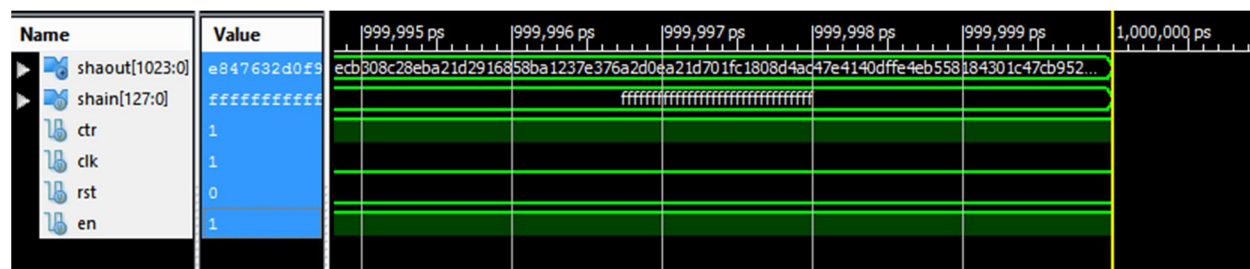 Name Value 999,995 ps 999,996 ps 999,997 ps 999,998 ps 999,999 ps 1,000,000 ps
shaout[1023:0] e847632d0f9 ecb308c28eba21d2916858ba1237e376a2d0ea21d701fc1808d4ac47e4140dffe4eb558184301c47cb952...
shain[127:0] fffffffffff ffffffffffffffffffffffffffffffff
ctr 1
clk 1
rst 0
en 1